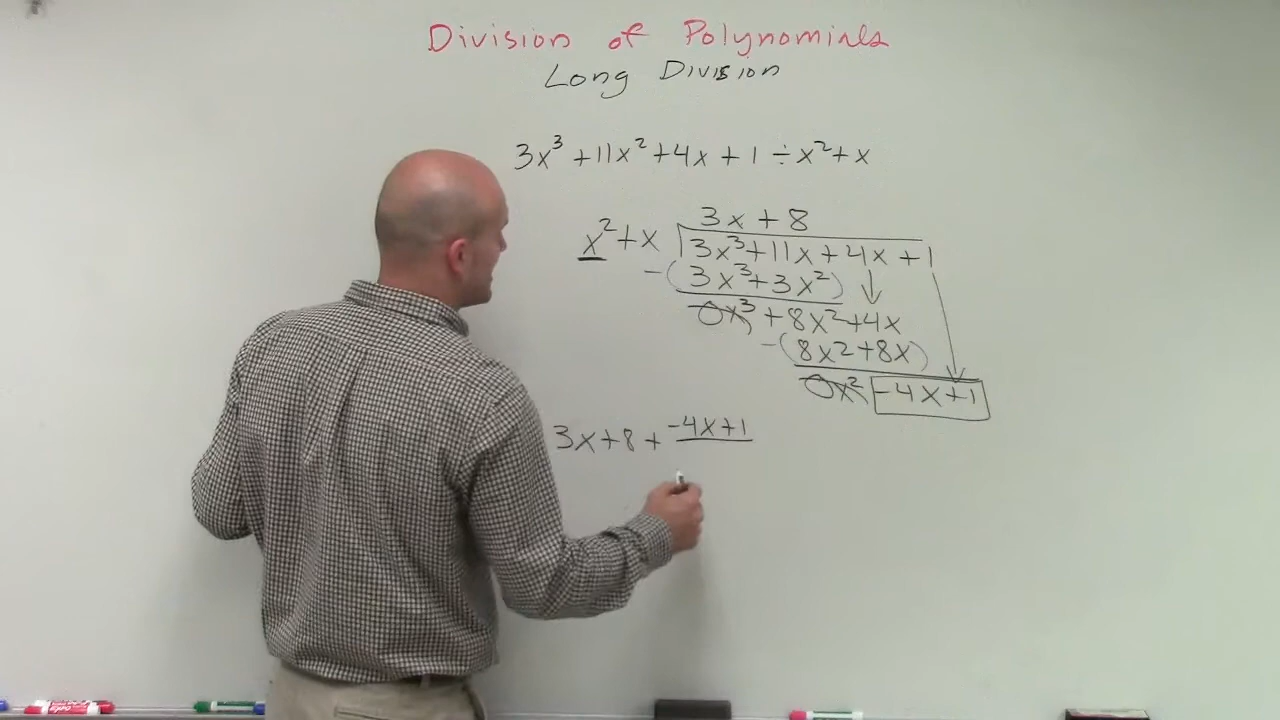 Division of Polynomials
Long Division
3x³ + 11x² + 4x + 1 ÷ x² + x
3x + 8
x² + x 3x³ + 11x + 4x + 1
-(3x³ + 3x²)
0x³ + 8x² + 4x
-(8x² + 8x)
0x² -4x + 1
3x + 8 + -4x + 1